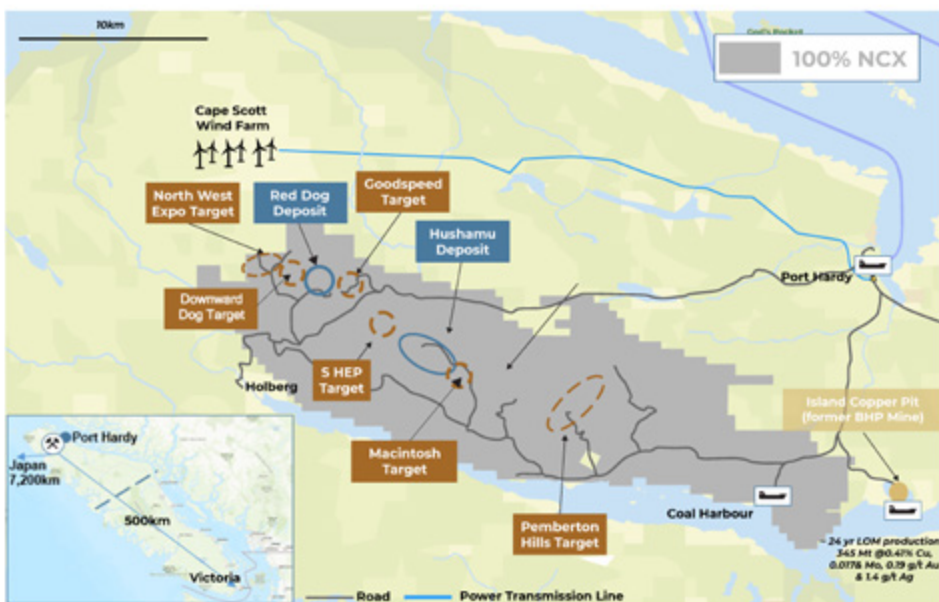 10km
God's Pocket
100% NCX
Cape Scott
Wind Farm
North West
Expo Target
Red Dog
Deposit
Goodspeed
Target
Hushamu
Deposit
Port Hardy
Downward
Dog Target
S HEP
Target
Holberg
Island Copper Pit
(former BHP Mine)
Macintosh
Target
Pemberton
Hills Target
Coal Harbour
Port Hardy
Japan
7,200km
500km
Victoria
~ 24 yr LOM production
345 Mt @0.41% Cu,
0.017% Mo, 0.19 g/t Au
& 1.4 g/t Ag
Road
Power Transmission Line